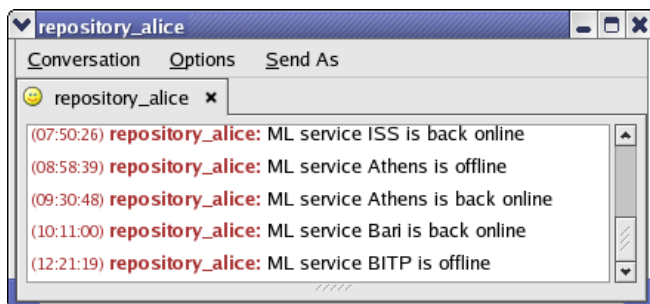 repository_alice
Conversation Options Send As
repository_alice
(07:50:26) repository_alice: ML service ISS is back online
(08:58:39) repository_alice: ML service Athens is offline
(09:30:48) repository_alice: ML service Athens is back online
(10:11:00) repository_alice: ML service Bari is back online
(12:21:19) repository_alice: ML service BITP is offline